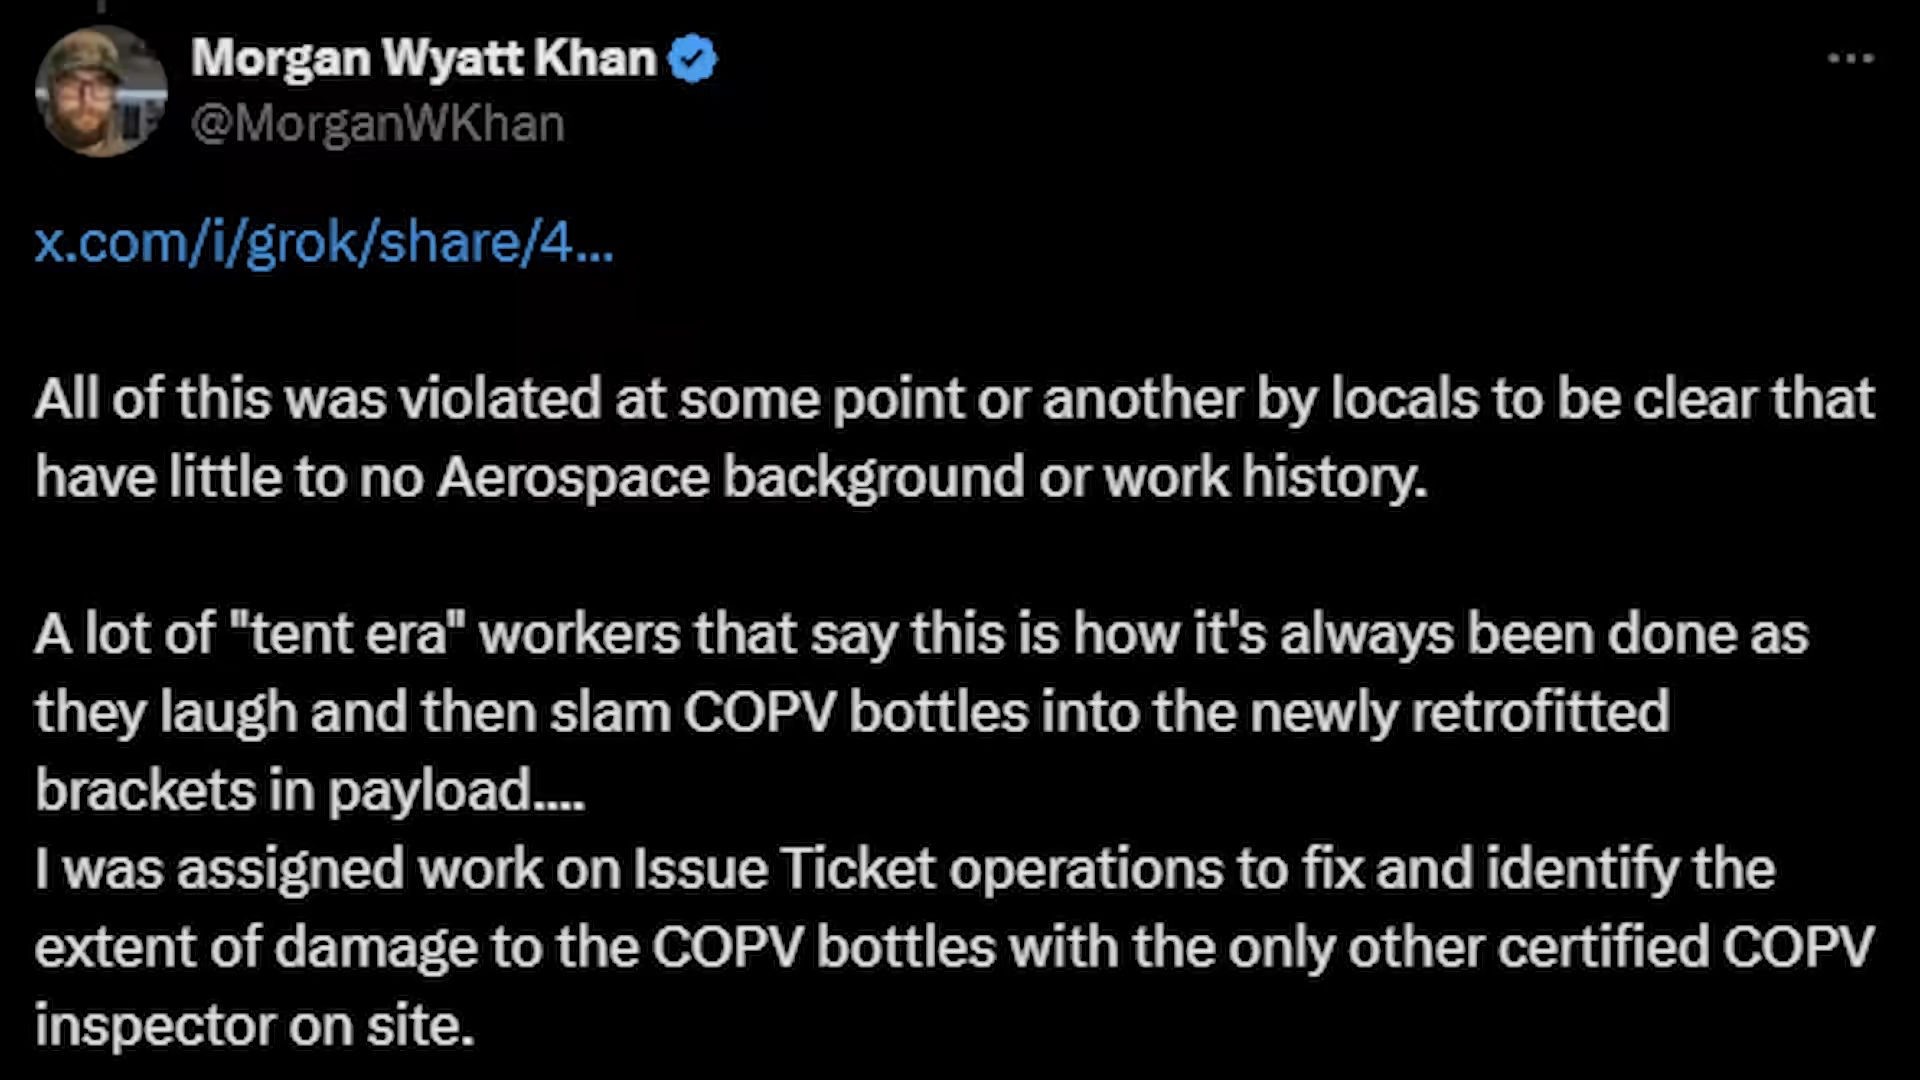 Morgan Wyatt Khan
@MorganWKhan
x.com/i/grok/share/4...
All of this was violated at some point or another by locals to be clear that
have little to no Aerospace background or work history.
A lot of "tent era" workers that say this is how it's always been done as
they laugh and then slam COPV bottles into the newly retrofitted
brackets in payload....
I was assigned work on Issue Ticket operations to fix and identify the
extent of damage to the COPV bottles with the only other certified COPV
inspector on site.